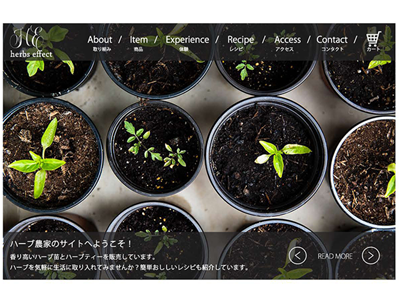 HE
herbs effect
About / Item / Experience / Recipe / Access / Contact /
取り組み 商品 体験 レシピ アクセス コンタクト カート
ハーブ農家のサイトへようこそ！
香り高いハーブ苗とハーブティーを販売しています。
ハーブを気軽に生活に取り入れてみませんか？簡単おしいレシピも紹介しています。
READ MORE